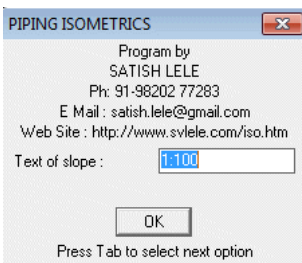 PIPING ISOMETRICS
Program by
SATISH LELE
Ph: 91-98202 77283
E Mail : satish.lele@gmail.com
Web Site : http://www.svlele.com/iso.htm
Text of slope : 1:100
OK
Press Tab to select next option